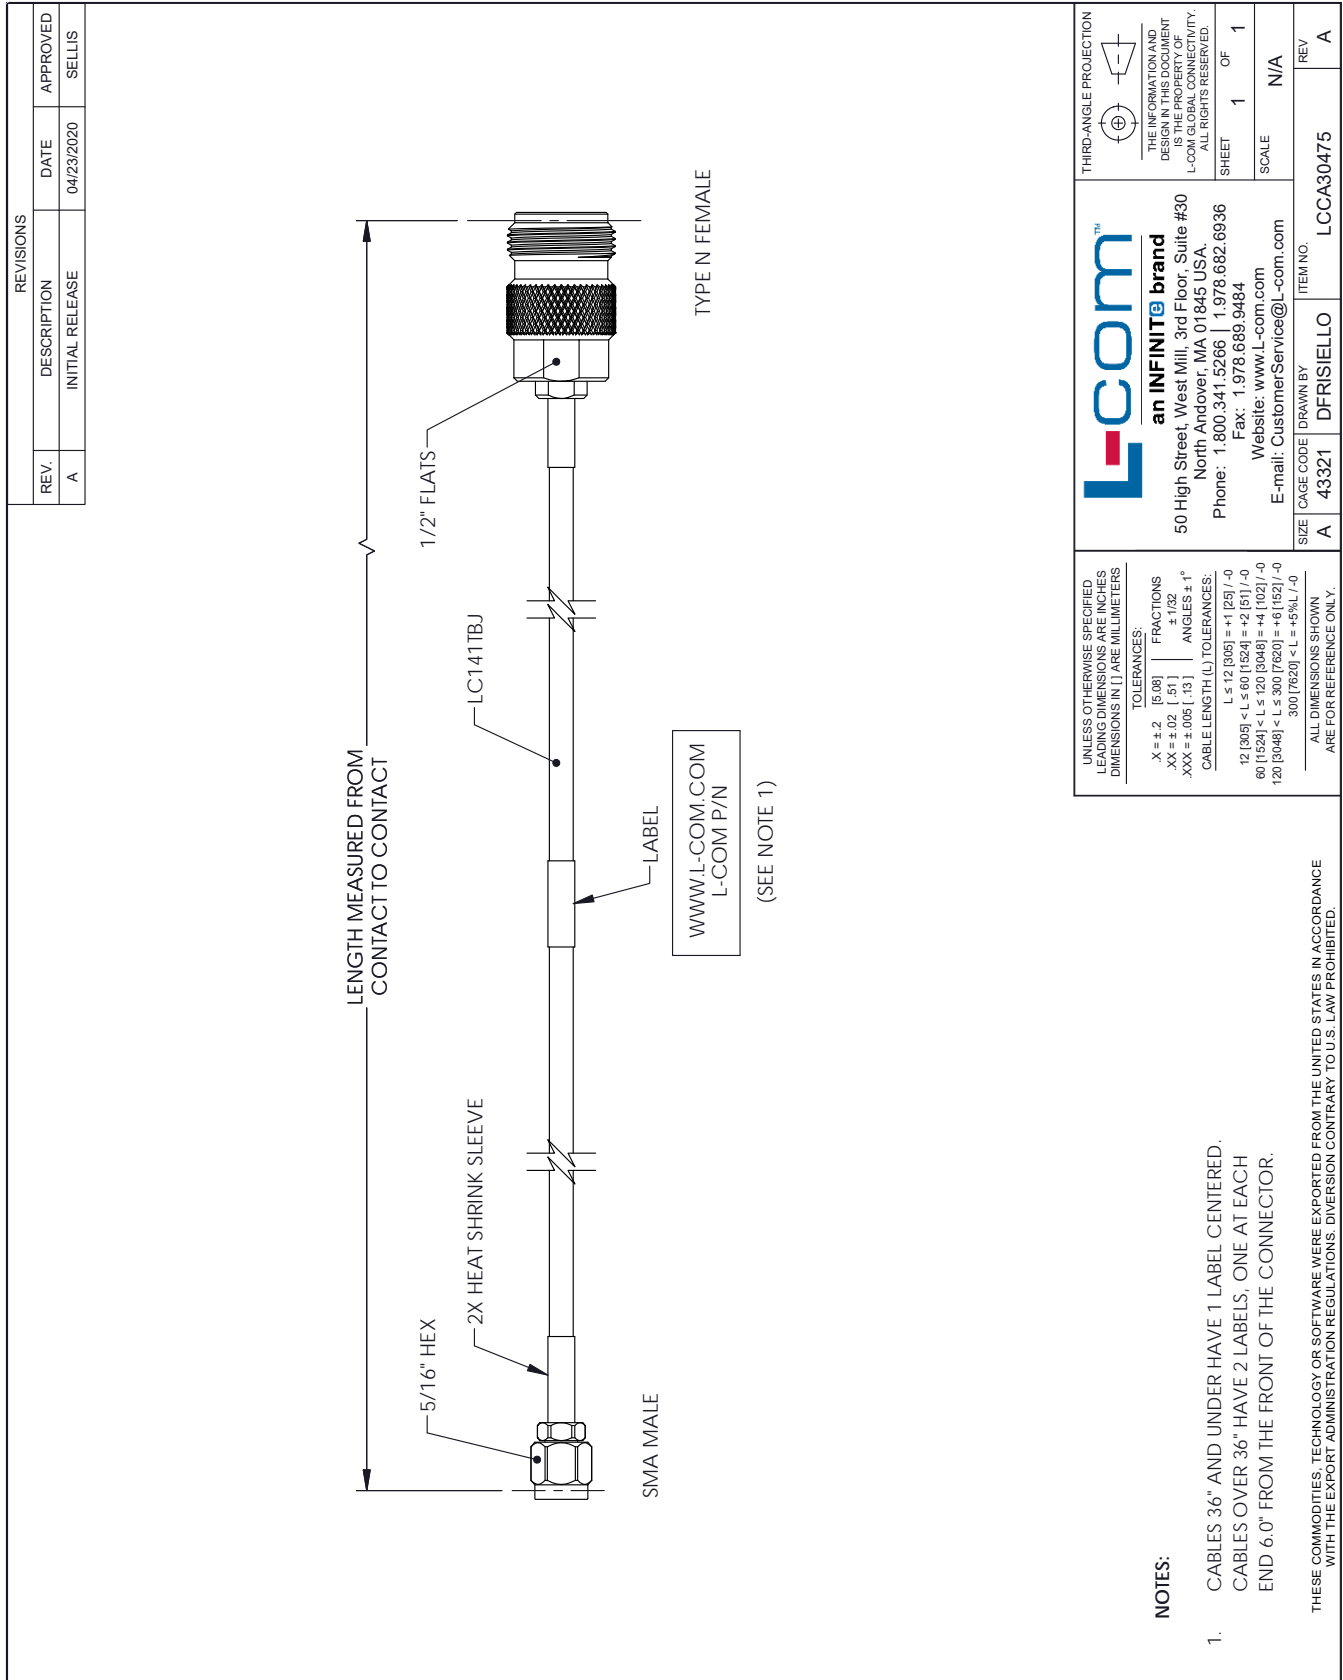 REVISIONS
REV. DESCRIPTION DATE APPROVED
A INITIAL RELEASE 04/23/2020 SELLIS
LENGTH MEASURED FROM
CONTACT TO CONTACT
5/16" HEX
2X HEAT SHRINK SLEEVE
LC141TBJ
1/2" FLATS
LABEL
SMA MALE
WWW.L-COM.COM
L-COM P/N
(SEE NOTE 1)
TYPE N FEMALE
NOTES:
1. CABLES 36" AND UNDER HAVE 1 LABEL CENTERED.
CABLES OVER 36" HAVE 2 LABELS, ONE AT EACH
END 6.0" FROM THE FRONT OF THE CONNECTOR.
THESE COMMODITIES, TECHNOLOGY OR SOFTWARE WERE EXPORTED FROM THE UNITED STATES IN ACCORDANCE
WITH THE EXPORT ADMINISTRATION REGULATIONS. DIVERSION CONTRARY TO U.S. LAW PROHIBITED.
UNLESS OTHERWISE SPECIFIED
LEADING DIMENSIONS ARE INCHES
DIMENSIONS IN [ ] ARE MILLIMETERS
TOLERANCES:
.X = ± .2 [5.08] FRACTIONS
.XX = ± .02 [ .51 ] ± 1/32
.XXX = ± .005 [ .13 ] ANGLES ± 1°
CABLE LENGTH (L) TOLERANCES:
L ≤ 12 [305] = +1 [25] / -0
12 [305] < L ≤ 60 [1524] = +2 [51] / -0
60 [1524] < L ≤ 120 [3048] = +4 [102] / -0
120 [3048] < L ≤ 300 [7620] = +6 [152] / -0
300 [7620] < L = +5%L / -0
ALL DIMENSIONS SHOWN
ARE FOR REFERENCE ONLY.
L-com™
an INFINITe brand
50 High Street, West Mill, 3rd Floor, Suite #30
North Andover, MA 01845 USA.
Phone: 1.800.341.5266 | 1.978.682.6936
Fax: 1.978.689.9484
Website: www.L-com.com
E-mail: CustomerService@L-com.com
THIRD-ANGLE PROJECTION
THE INFORMATION AND
DESIGN IN THIS DOCUMENT
IS THE PROPERTY OF
L-COM GLOBAL CONNECTIVITY.
ALL RIGHTS RESERVED.
SHEET 1 OF 1
SCALE N/A
SIZE CAGE CODE DRAWN BY ITEM NO. REV
A 43321 DFRISIELLO LCCA30475 A